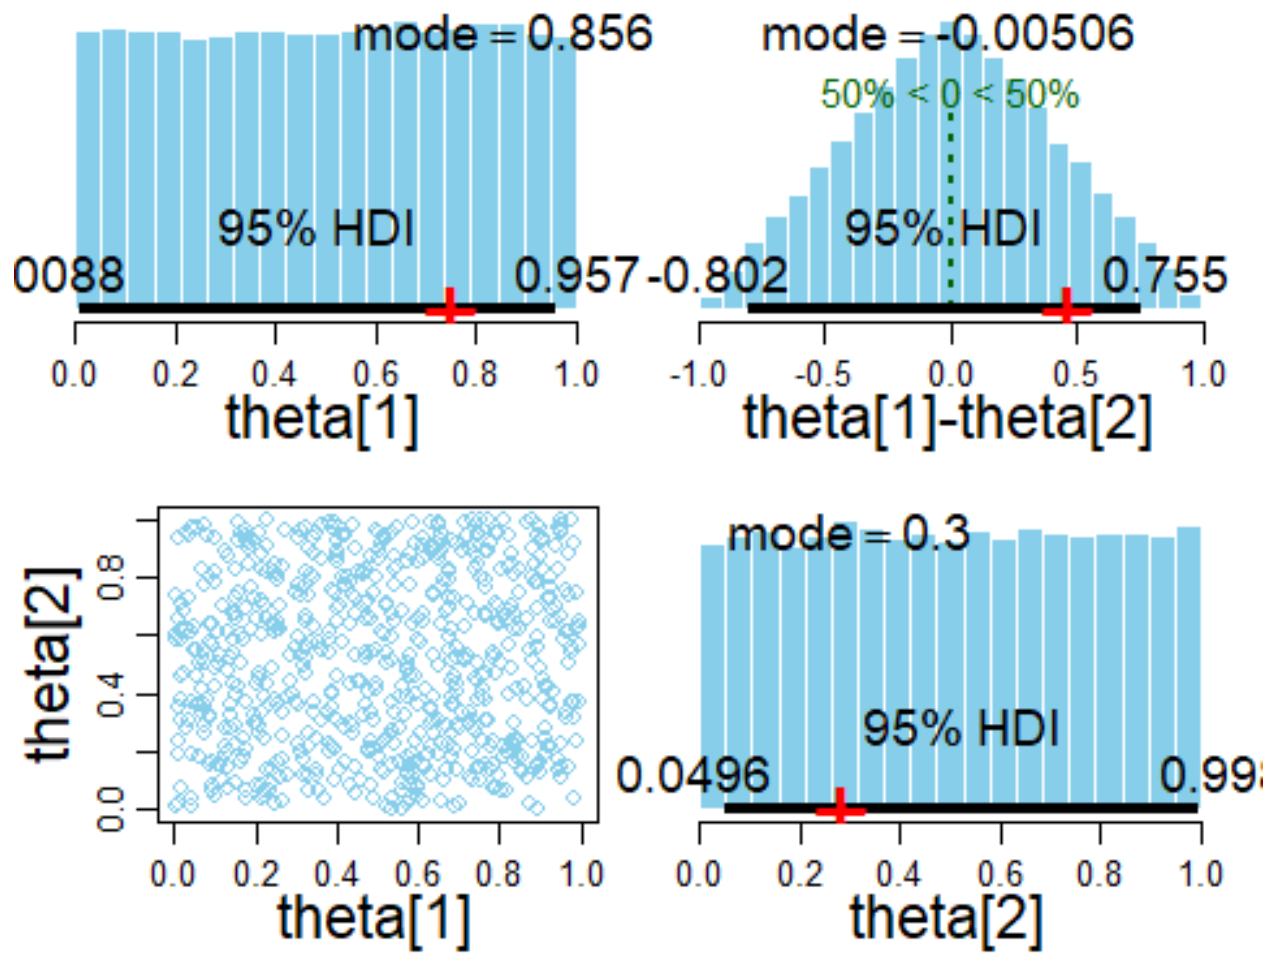 mode = 0.856
95% HDI
0088
0.957
0.0 0.2 0.4 0.6 0.8 1.0
theta[1]
mode = -0.00506
50% < 0 < 50%
95% HDI
-0.802
0.755
-1.0 -0.5 0.0 0.5 1.0
theta[1]-theta[2]
theta[2]
0.0 0.4 0.8
0.0 0.2 0.4 0.6 0.8 1.0
theta[1]
mode = 0.3
95% HDI
0.0496
0.998
0.0 0.2 0.4 0.6 0.8 1.0
theta[2]